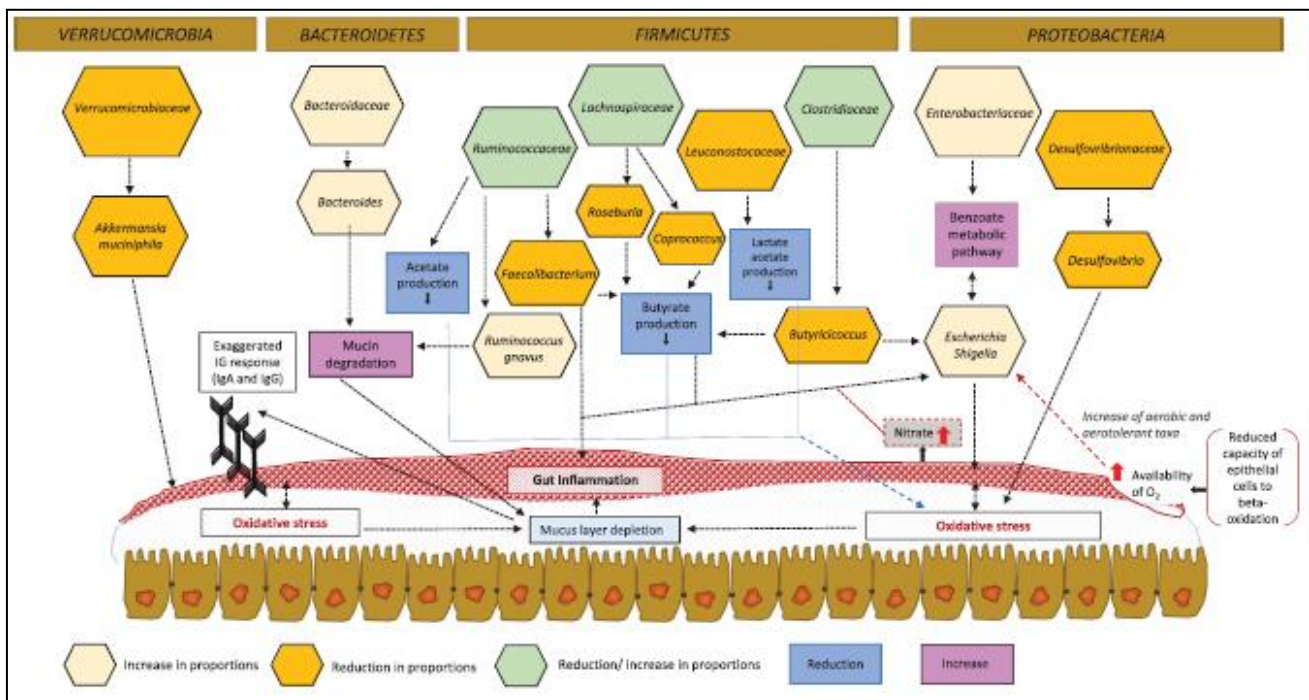 VERRUCOMICROBIA
BACTEROIDETES
FIRMICUTES
PROTEOBACTERIA
Verrucomicrobiaceae
Bacteroidaceae
Ruminococcaceae
Lachnospiraceae
Leuconostocaceae
Clostridiaceae
Enterobacteriaceae
Desulfovribrionaceae
Akkermansia
muciniphila
Bacteroides
Acetate
production
↓
Faecalibacterium
Roseburia
Coprococcus
Lactate
acetate
production ↓
Benzoate
metabolic
pathway
Desulfovibrio
Exaggerated
IG response
(IgA and IgG)
Mucin
degradation
Ruminococcus
gnavus
Butyrate
production
↓
Butyricicoccus
Escherichia
Shigella
Nitrate
Increase of aerobic and
aerotolerant taxa
Availability
of O₂
Reduced
capacity of
epithelial
cells to
beta-
oxidation
Gut Inflammation
Oxidative stress
Mucus layer depletion
Oxidative stress
Increase in proportions
Reduction in proportions
Reduction/ increase in proportions
Reduction
Increase